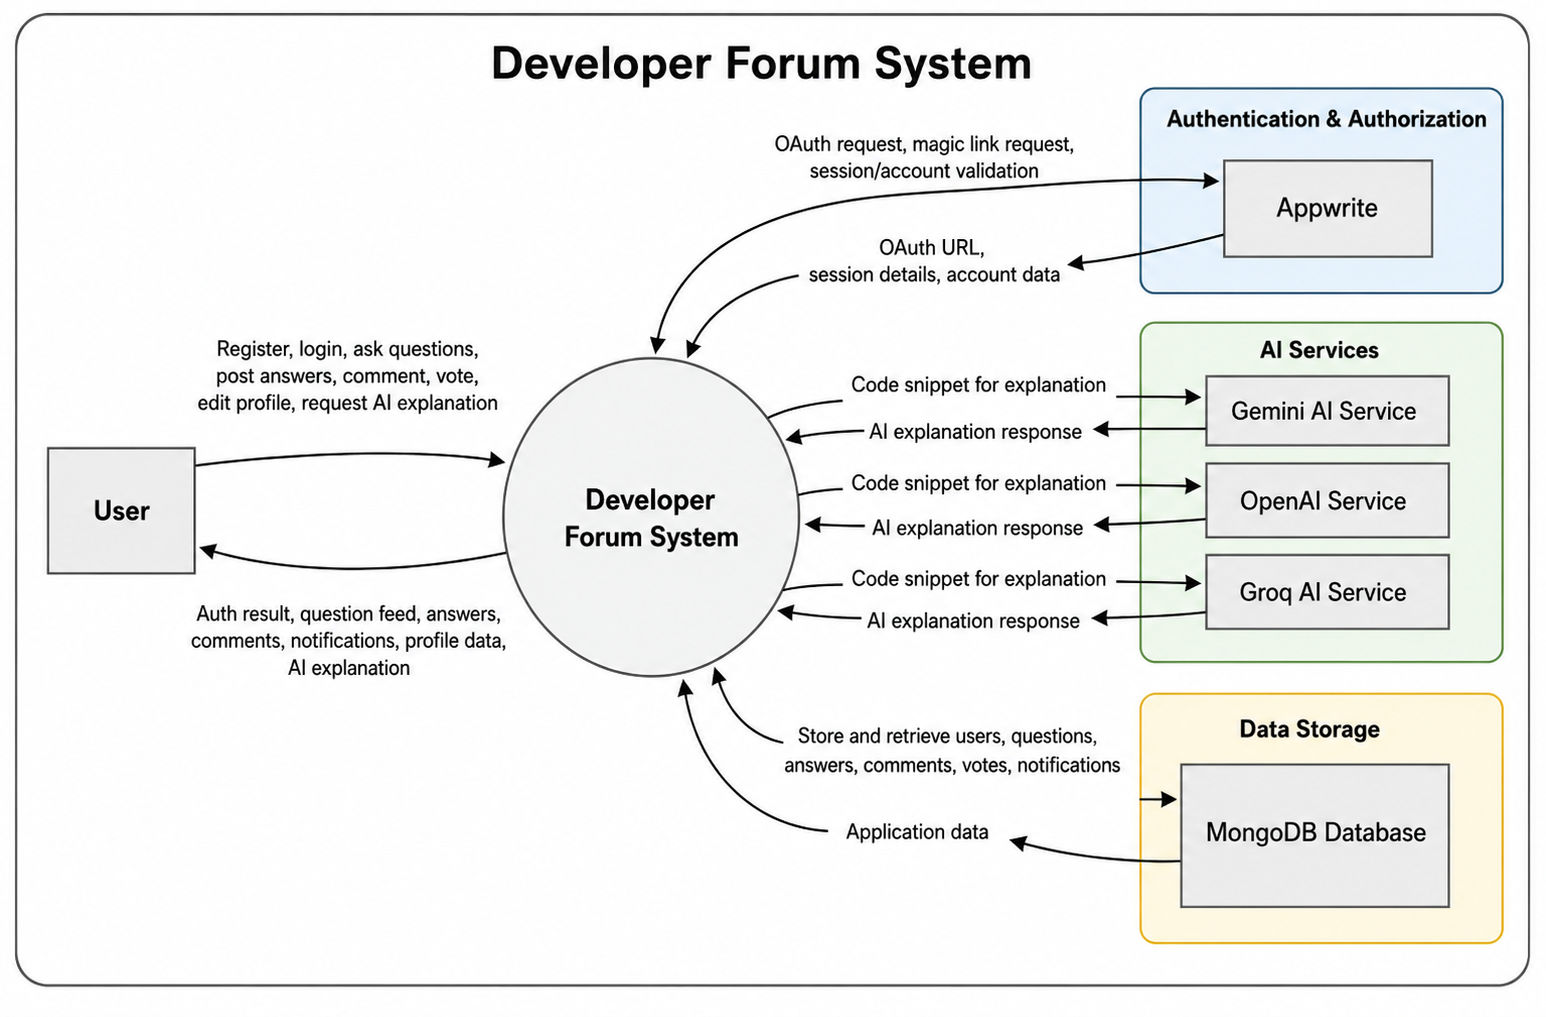 Developer Forum System
Authentication & Authorization
OAuth request, magic link request,
session/account validation
Appwrite
OAuth URL,
session details, account data
Register, login, ask questions,
post answers, comment, vote,
edit profile, request AI explanation
User
Auth result, question feed, answers,
comments, notifications, profile data,
AI explanation
Developer
Forum System
AI Services
Code snippet for explanation
Gemini AI Service
AI explanation response
Code snippet for explanation
OpenAI Service
AI explanation response
Code snippet for explanation
Groq AI Service
AI explanation response
Data Storage
Store and retrieve users, questions,
answers, comments, votes, notifications
MongoDB Database
Application data